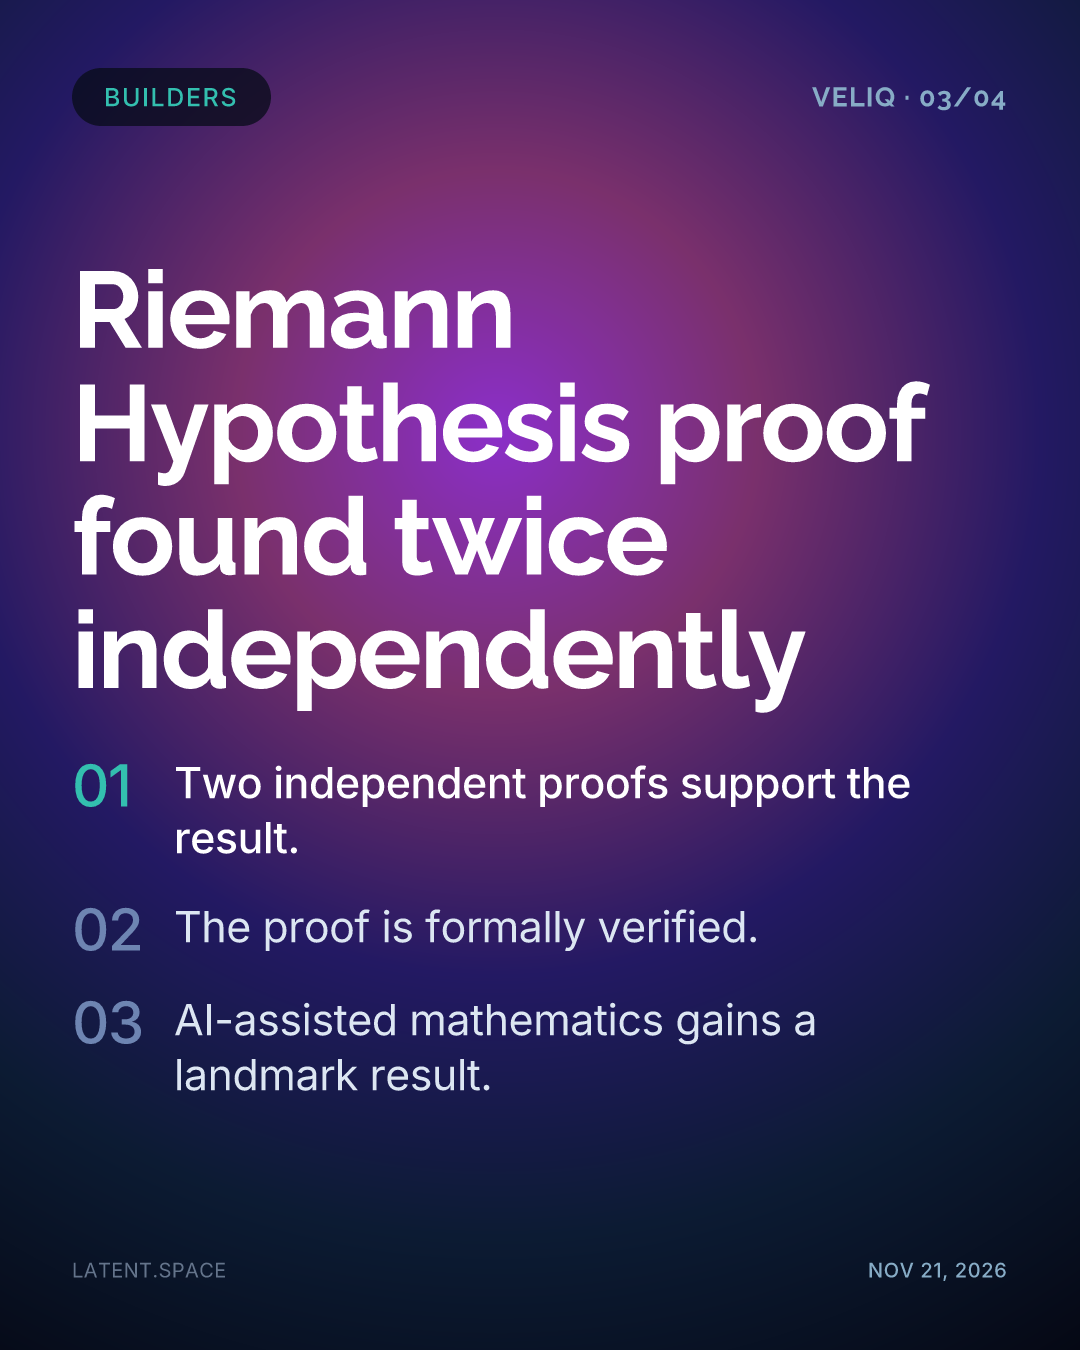 BUILDERS
VELIQ · 03/04
Riemann
Hypothesis proof
found twice
independently
01 Two independent proofs support the
result.
02 The proof is formally verified.
03 AI-assisted mathematics gains a
landmark result.
LATENT.SPACE
NOV 21, 2026